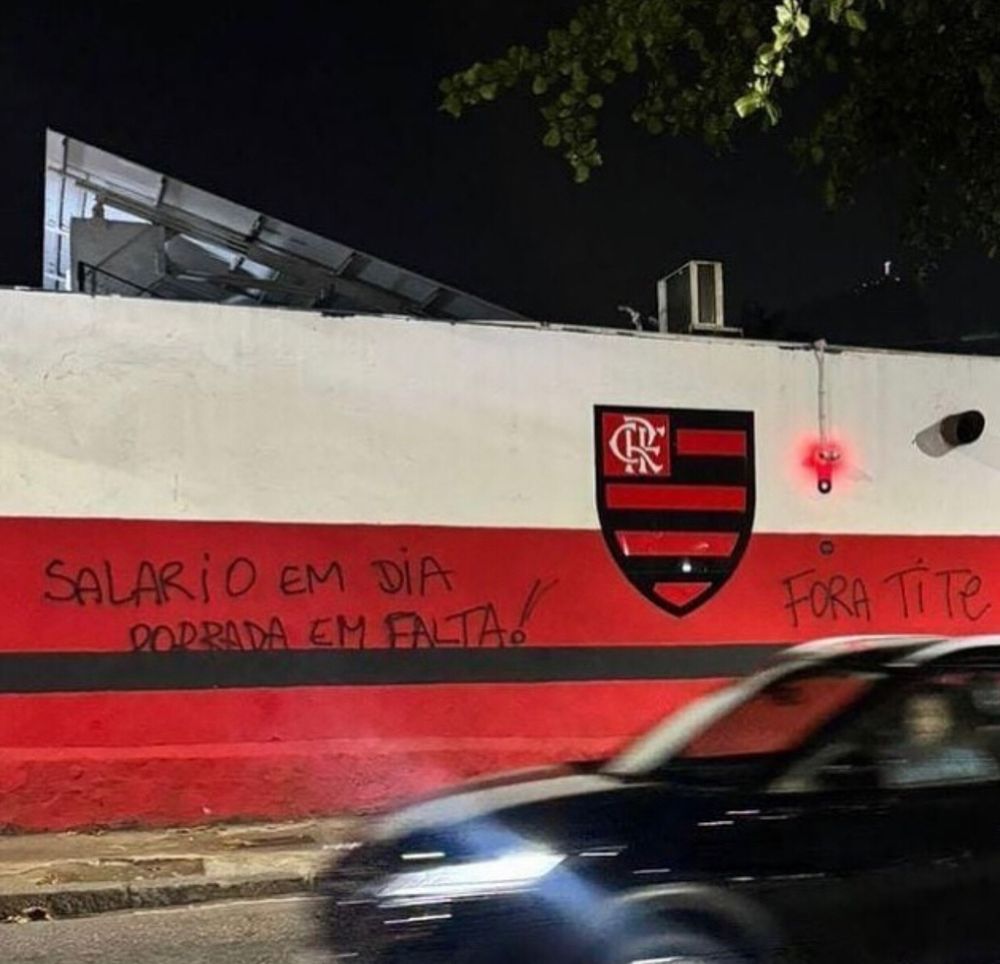 SALARIO EM DIA
PORRADA EM FALTA!
FORA TITE
CRF